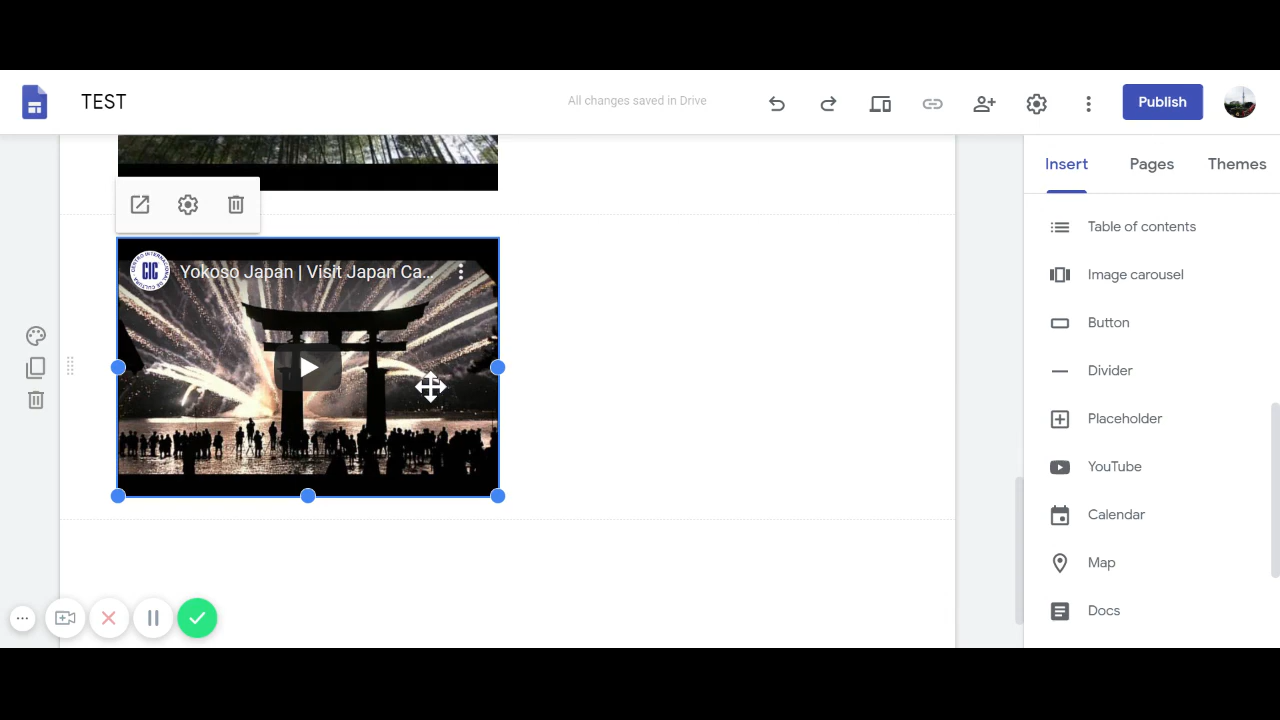 TEST
All changes saved in Drive
Publish
Insert
Pages
Themes
Table of contents
Image carousel
Button
Divider
Placeholder
YouTube
Calendar
Map
Docs
CIC
Yokoso Japan | Visit Japan Ca...